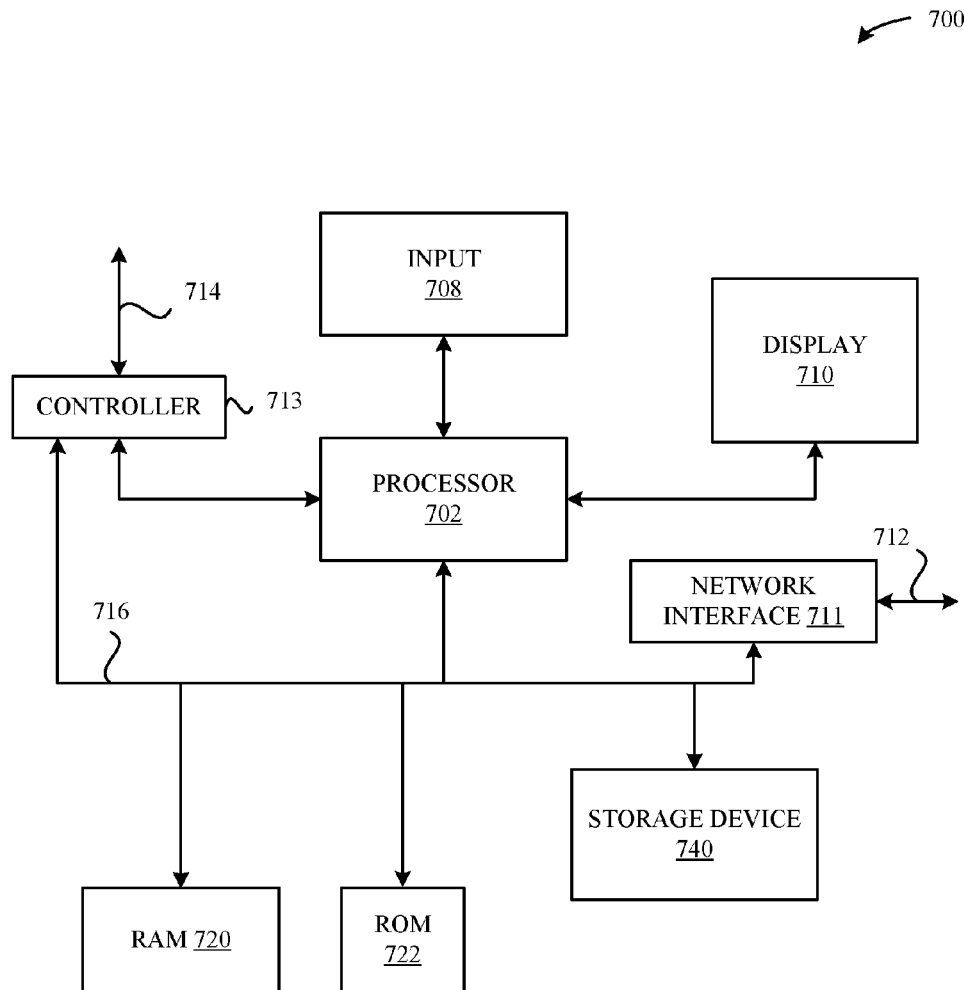 700
INPUT
708
714
DISPLAY
710
CONTROLLER
713
PROCESSOR
702
712
NETWORK
INTERFACE 711
716
STORAGE DEVICE
740
RAM 720
ROM
722